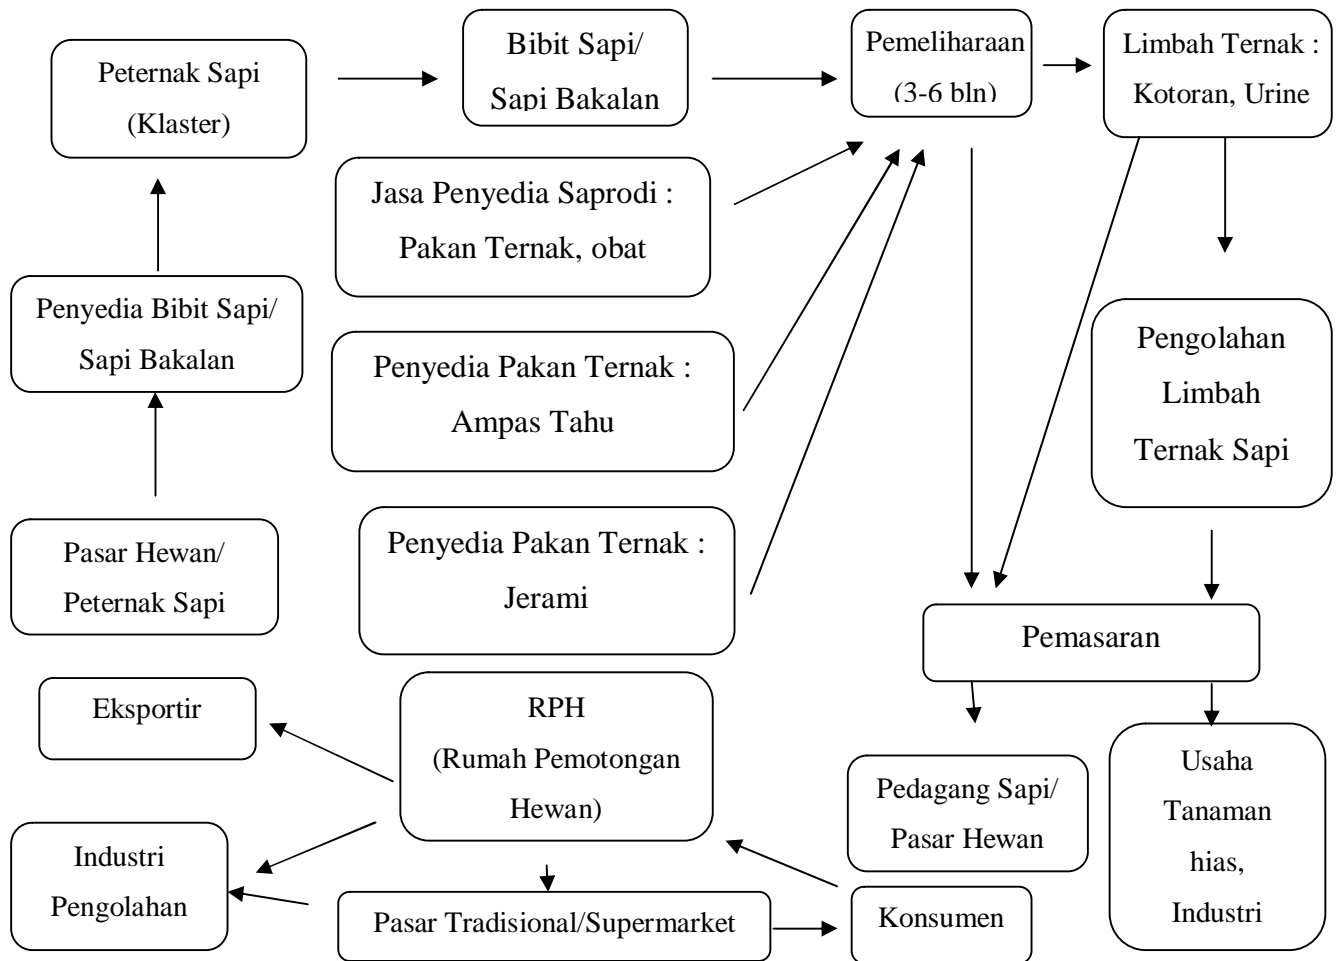 Peternak Sapi
(Klaster)
Bibit Sapi/
Sapi Bakalan
Pemeliharaan
(3-6 bln)
Limbah Ternak :
Kotoran, Urine
Jasa Penyedia Saprodi :
Pakan Ternak, obat
Penyedia Bibit Sapi/
Sapi Bakalan
Penyedia Pakan Ternak :
Ampas Tahu
Pengolahan
Limbah
Ternak Sapi
Pasar Hewan/
Peternak Sapi
Penyedia Pakan Ternak :
Jerami
Pemasaran
Eksportir
RPH
(Rumah Pemotongan
Hewan)
Pedagang Sapi/
Pasar Hewan
Usaha
Tanaman
hias,
Industri
Industri
Pengolahan
Pasar Tradisional/Supermarket
Konsumen